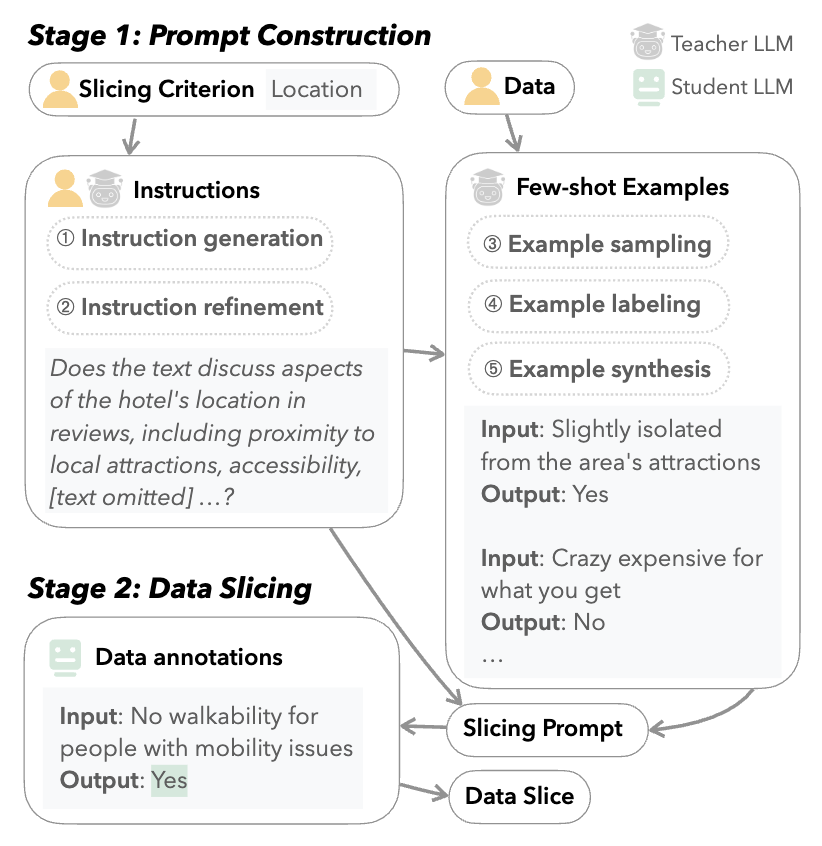 Stage 1: Prompt Construction
Teacher LLM
Student LLM
Slicing Criterion Location
Data
Instructions
① Instruction generation
② Instruction refinement
Does the text discuss aspects
of the hotel's location in
reviews, including proximity to
local attractions, accessibility,
[text omitted] …?
Few-shot Examples
③ Example sampling
④ Example labeling
⑤ Example synthesis
Input: Slightly isolated
from the area's attractions
Output: Yes
Input: Crazy expensive for
what you get
Output: No
…
Stage 2: Data Slicing
Data annotations
Input: No walkability for
people with mobility issues
Output: Yes
Slicing Prompt
Data Slice